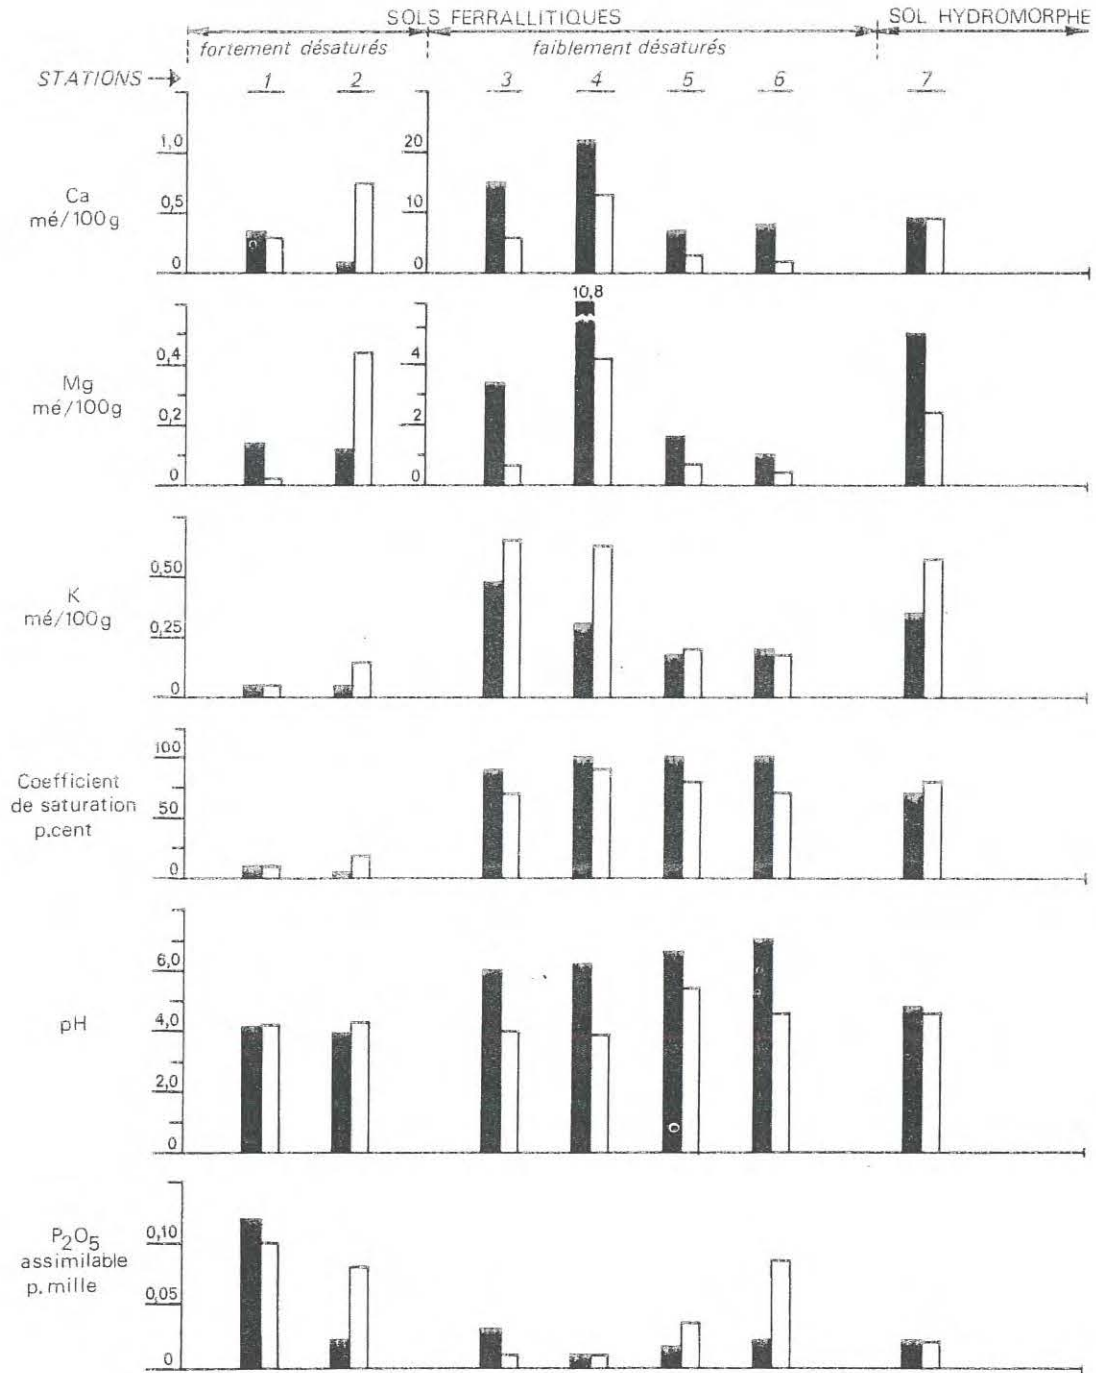 SOLS FERRALLITIQUES
SOL HYDROMORPHE
fortement désaturés
faiblement désaturés
STATIONS
1 2 3 4 5 6 7
Ca
mé/100g
1,0
0,5
0
20
10
0
Mg
mé/100g
0,4
0,2
0
4
2
0
10,8
K
mé/100g
0,50
0,25
0
Coefficient
de saturation
p.cent
100
50
0
pH
6,0
4,0
2,0
0
P2O5
assimilable
p.mille
0,10
0,05
0